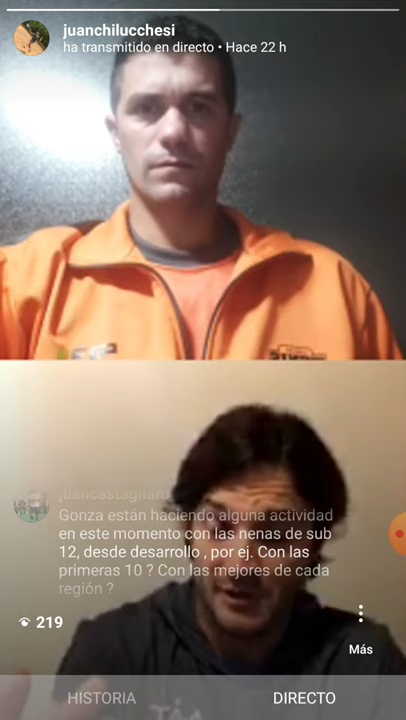 juanchilucchesi
ha transmitido en directo • Hace 22 h
juancastagnaro
Gonza están haciendo alguna actividad
en este momento con las nenas de sub
12, desde desarrollo , por ej. Con las
primeras 10 ? Con las mejores de cada
región ?
219
Más
HISTORIA
DIRECTO